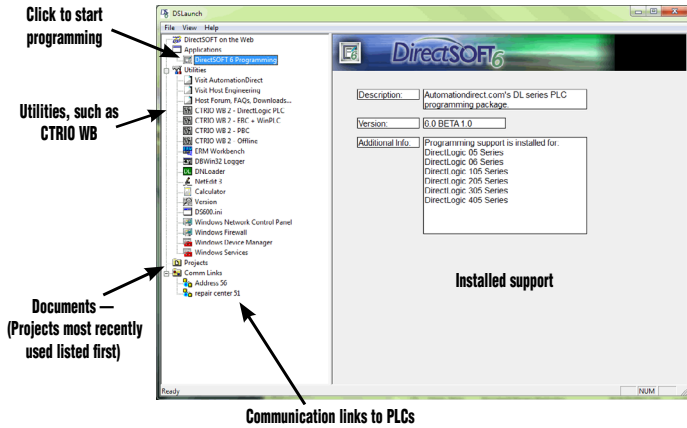 Click to start
programming
Utilities, such as
CTRIO WB
Documents —
(Projects most recently
used listed first)
DSLaunch
File View Help
DirectSOFT on the Web
Applications
DirectSOFT 6 Programming
Utilities
Visit AutomationDirect
Visit Host Engineering
Host Forum, FAQs, Downloads...
CTRIO WB 2 - DirectLogic PLC
CTRIO WB 2 - EBC + WinPLC
CTRIO WB 2 - PBC
CTRIO WB 2 - Offline
ERM Workbench
DBWin32 Logger
DNLoader
NetEdit 3
Calculator
Version
DS600.ini
Windows Network Control Panel
Windows Firewall
Windows Device Manager
Windows Services
Projects
Comm Links
Address 56
repair center 51
DirectSOFT6
Description: Automationdirect.com's DL series PLC
programming package.
Version: 6.0 BETA 1.0
Additional Info: Programming support is installed for:
DirectLogic 05 Series
DirectLogic 06 Series
DirectLogic 105 Series
DirectLogic 205 Series
DirectLogic 305 Series
DirectLogic 405 Series
Installed support
Ready
NUM
Communication links to PLCs